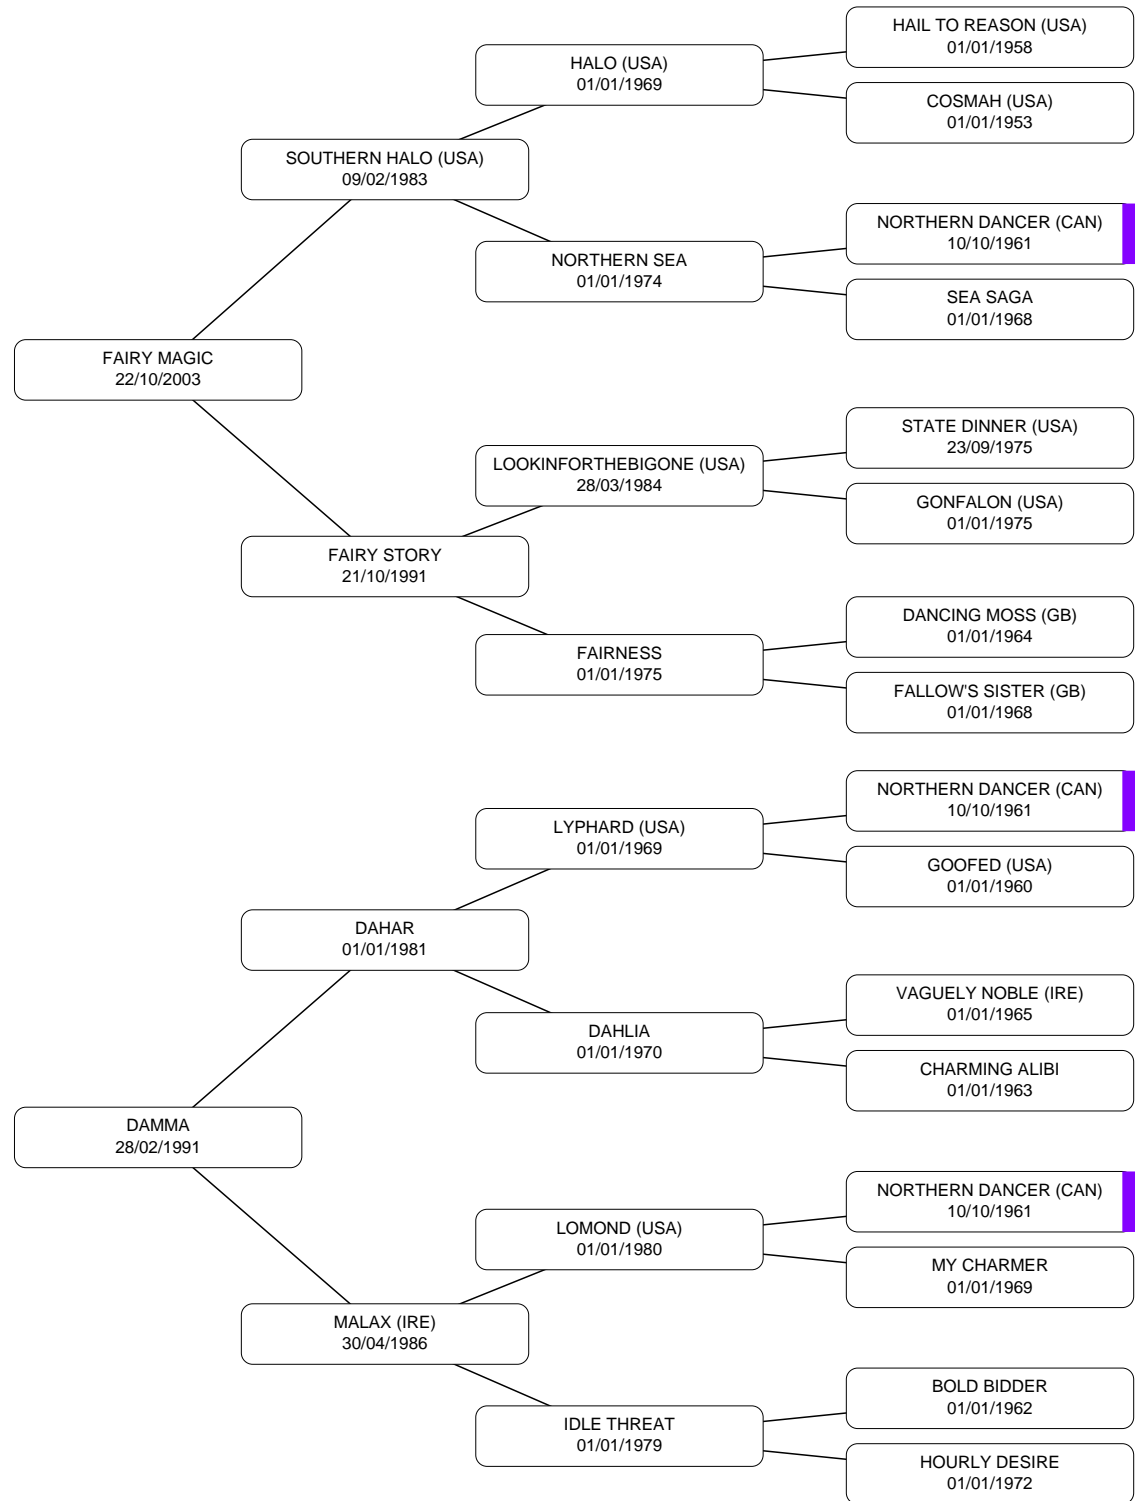 HAIL TO REASON (USA)
01/01/1958
HALO (USA)
01/01/1969
COSMAH (USA)
01/01/1953
SOUTHERN HALO (USA)
09/02/1983
NORTHERN DANCER (CAN)
10/10/1961
NORTHERN SEA
01/01/1974
SEA SAGA
01/01/1968
FAIRY MAGIC
22/10/2003
STATE DINNER (USA)
23/09/1975
LOOKINFORTHEBIGONE (USA)
28/03/1984
GONFALON (USA)
01/01/1975
FAIRY STORY
21/10/1991
DANCING MOSS (GB)
01/01/1964
FAIRNESS
01/01/1975
FALLOW'S SISTER (GB)
01/01/1968
NORTHERN DANCER (CAN)
10/10/1961
LYPHARD (USA)
01/01/1969
GOOFED (USA)
01/01/1960
DAHAR
01/01/1981
VAGUELY NOBLE (IRE)
01/01/1965
DAHLIA
01/01/1970
CHARMING ALIBI
01/01/1963
DAMMA
28/02/1991
NORTHERN DANCER (CAN)
10/10/1961
LOMOND (USA)
01/01/1980
MY CHARMER
01/01/1969
MALAX (IRE)
30/04/1986
BOLD BIDDER
01/01/1962
IDLE THREAT
01/01/1979
HOURLY DESIRE
01/01/1972